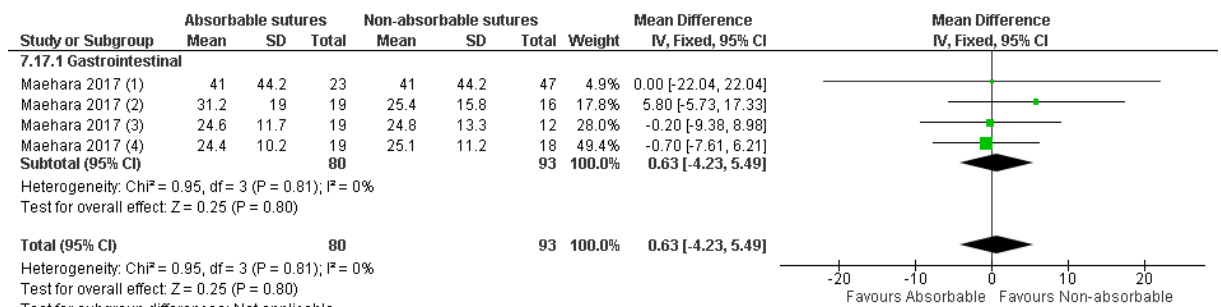 Absorbable sutures Non-absorbable sutures Mean Difference Mean Difference
Study or Subgroup Mean SD Total Mean SD Total Weight IV, Fixed, 95% CI IV, Fixed, 95% CI
7.17.1 Gastrointestinal
Maehara 2017 (1) 41 44.2 23 41 44.2 47 4.9% 0.00 [-22.04, 22.04]
Maehara 2017 (2) 31.2 19 19 25.4 15.8 16 17.8% 5.80 [-5.73, 17.33]
Maehara 2017 (3) 24.6 11.7 19 24.8 13.3 12 28.0% -0.20 [-9.38, 8.98]
Maehara 2017 (4) 24.4 10.2 19 25.1 11.2 18 49.4% -0.70 [-7.61, 6.21]
Subtotal (95% CI) 80 93 100.0% 0.63 [-4.23, 5.49]
Heterogeneity: Chi² = 0.95, df = 3 (P = 0.81); I² = 0%
Test for overall effect: Z = 0.25 (P = 0.80)
Total (95% CI) 80 93 100.0% 0.63 [-4.23, 5.49]
Heterogeneity: Chi² = 0.95, df = 3 (P = 0.81); I² = 0%
Test for overall effect: Z = 0.25 (P = 0.80)
Test for subgroup differences: Not applicable
-20 -10 0 10 20
Favours Absorbable Favours Non-absorbable